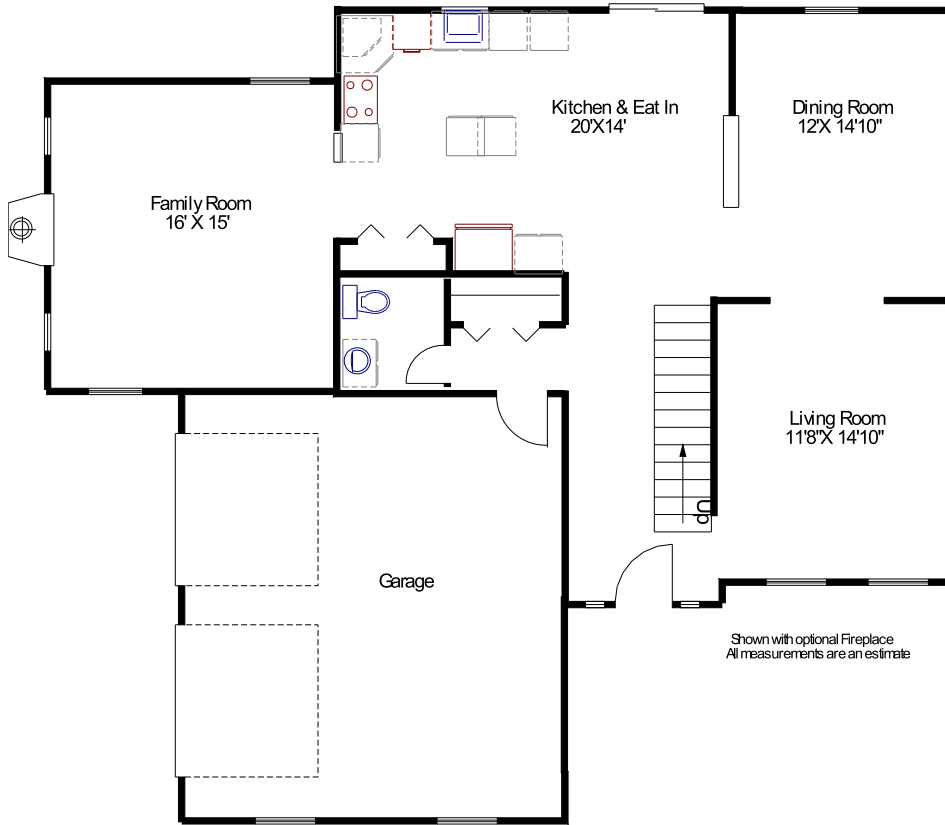 Kitchen & Eat In
20'X14'
Dining Room
12'X 14'10"
Family Room
16' X 15'
Living Room
11'8"X 14'10"
Up
Garage
Shown with optional Fireplace
All measurements are an estimate